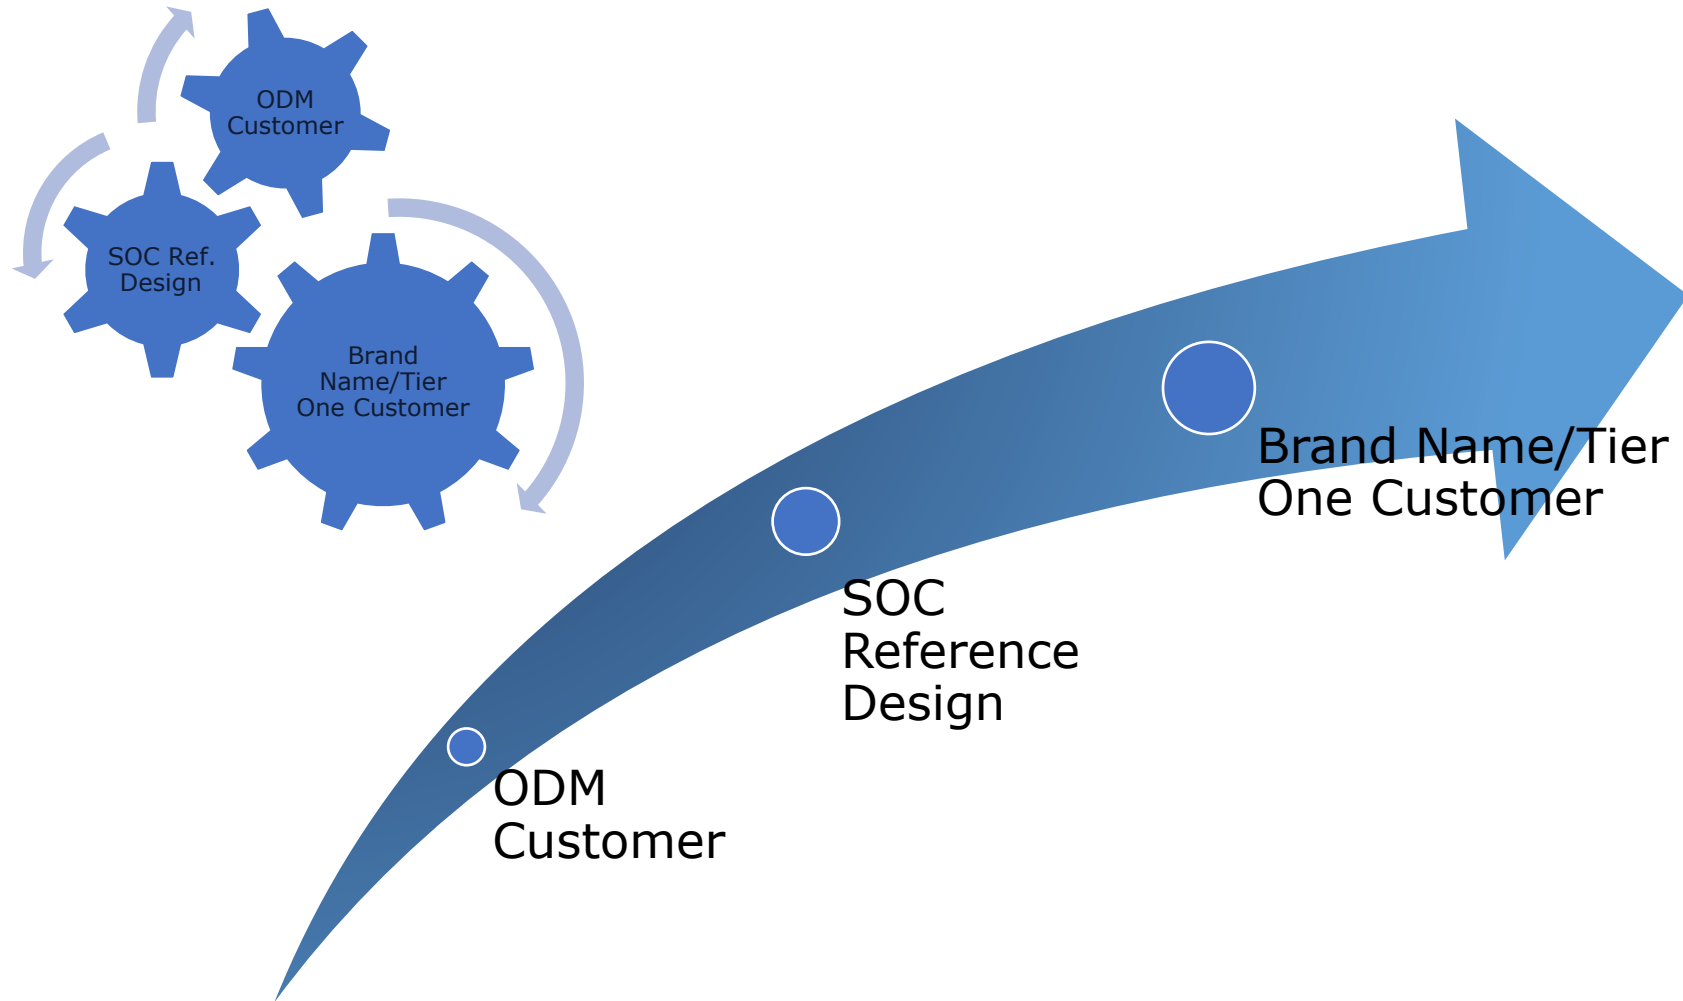 ODM
Customer
SOC Ref.
Design
Brand
Name/Tier
One Customer
Brand Name/Tier
One Customer
SOC
Reference
Design
ODM
Customer